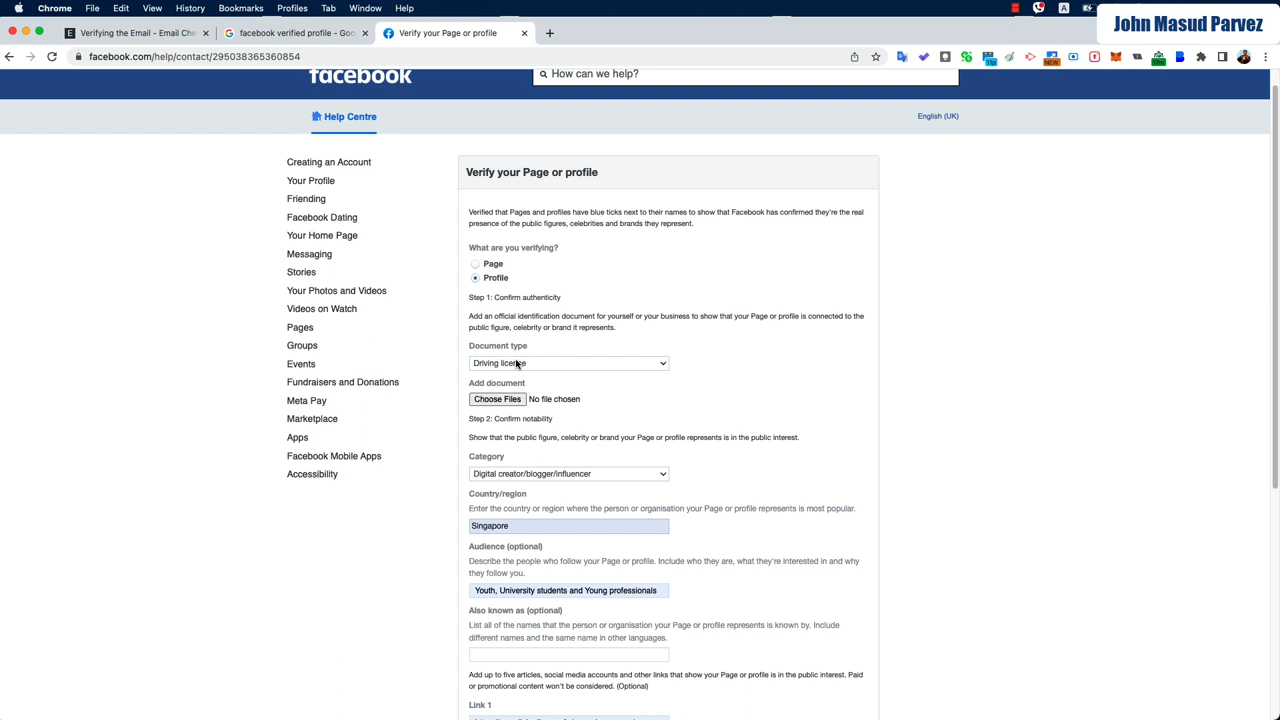 Chrome File Edit View History Bookmarks Profiles Tab Window Help
John Masud Parvez
Verifying the Email - Email Che
facebook verified profile - Goo
Verify your Page or profile
facebook.com/help/contact/295038365360854
NEW
facebook
How can we help?
Help Centre
English (UK)
Creating an Account
Your Profile
Friending
Facebook Dating
Your Home Page
Messaging
Stories
Your Photos and Videos
Videos on Watch
Pages
Groups
Events
Fundraisers and Donations
Meta Pay
Marketplace
Apps
Facebook Mobile Apps
Accessibility
Verify your Page or profile
Verified that Pages and profiles have blue ticks next to their names to show that Facebook has confirmed they're the real
presence of the public figures, celebrities and brands they represent.
What are you verifying?
Page
Profile
Step 1: Confirm authenticity
Add an official identification document for yourself or your business to show that your Page or profile is connected to the
public figure, celebrity or brand it represents.
Document type
Driving license
Add document
Choose Files No file chosen
Step 2: Confirm notability
Show that the public figure, celebrity or brand your Page or profile represents is in the public interest.
Category
Digital creator/blogger/influencer
Country/region
Enter the country or region where the person or organisation your Page or profile represents is most popular.
Singapore
Audience (optional)
Describe the people who follow your Page or profile. Include who they are, what they're interested in and why
they follow you.
Youth, University students and Young professionals
Also known as (optional)
List all of the names that the person or organisation your Page or profile represents is known by. Include
different names and the same name in other languages.
Add up to five articles, social media accounts and other links that show your Page or profile is in the public interest. Paid
or promotional content won't be considered. (Optional)
Link 1